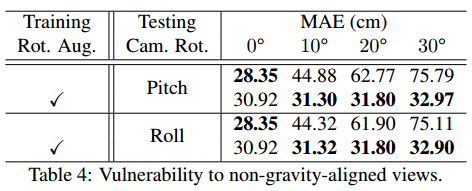 Training Testing MAE (cm)
Rot. Aug. Cam. Rot. 0° 10° 20° 30°
Pitch 28.35 44.88 62.77 75.79
✓ 30.92 31.30 31.80 32.97
Roll 28.35 44.32 61.90 75.11
✓ 30.92 31.32 31.80 32.90
Table 4: Vulnerability to non-gravity-aligned views.